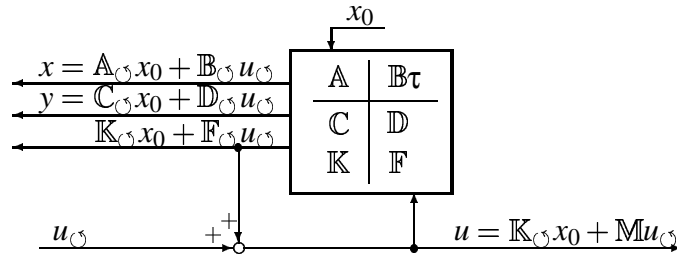 x₀
x = 𝔸↺x₀ + 𝔹↺u↺
y = ℂ↺x₀ + 𝔻↺u↺
𝕂↺x₀ + 𝔽↺u↺
𝔸 𝔹τ
ℂ 𝔻
𝕂 𝔽
+
+
u↺
u = 𝕂↺x₀ + 𝕄u↺